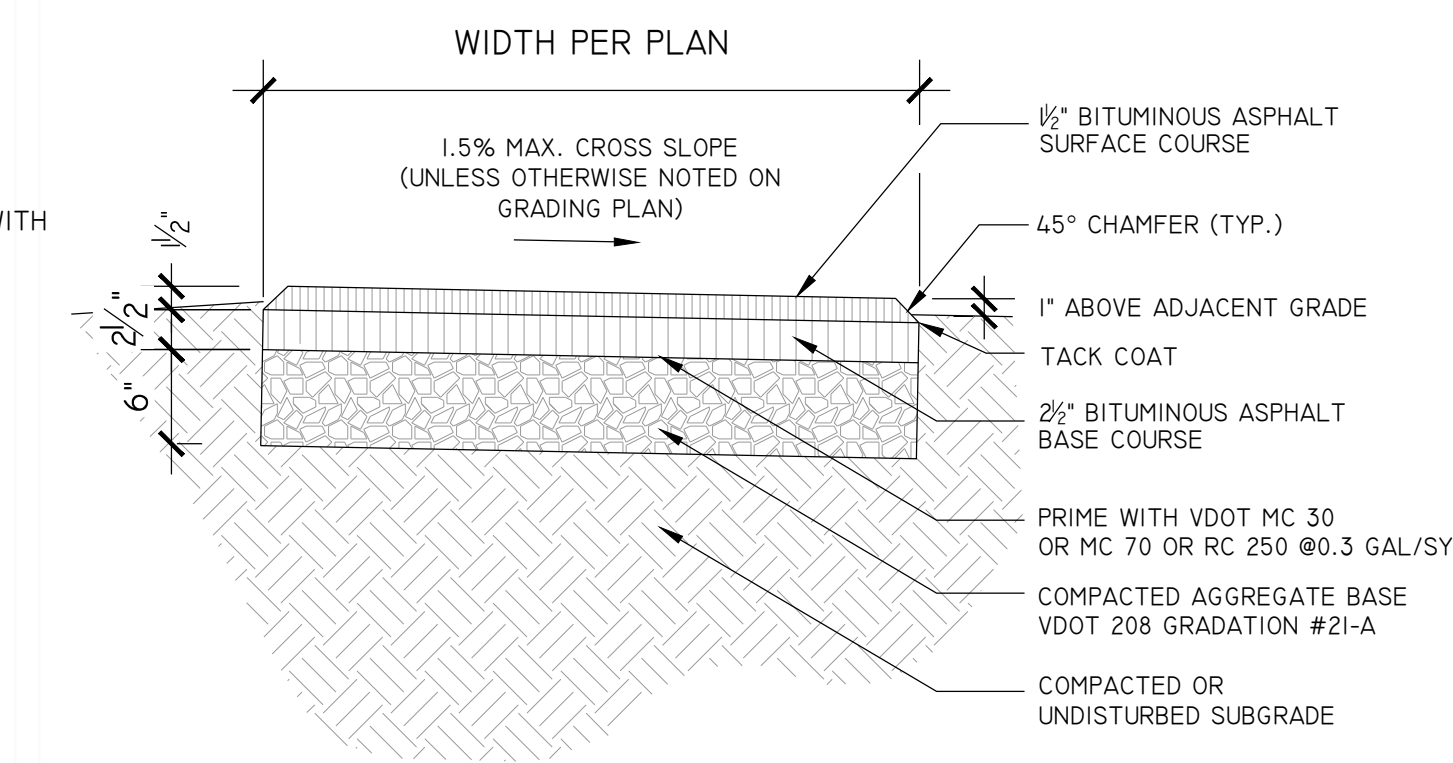 WIDTH PER PLAN
1.5% MAX. CROSS SLOPE
(UNLESS OTHERWISE NOTED ON
GRADING PLAN)
WITH
1½"
2½"
6"
1½" BITUMINOUS ASPHALT
SURFACE COURSE
45° CHAMFER (TYP.)
1" ABOVE ADJACENT GRADE
TACK COAT
2½" BITUMINOUS ASPHALT
BASE COURSE
PRIME WITH VDOT MC 30
OR MC 70 OR RC 250 @0.3 GAL/SY
COMPACTED AGGREGATE BASE
VDOT 208 GRADATION #21-A
COMPACTED OR
UNDISTURBED SUBGRADE